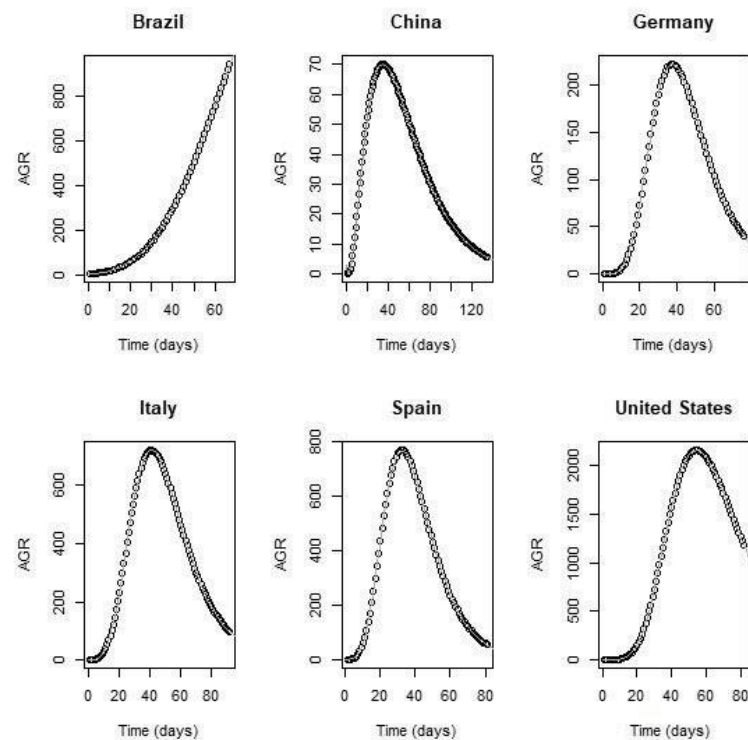 Brazil
AGR
0 200 400 600 800
0 20 40 60
Time (days)
China
AGR
0 10 20 30 40 50 60 70
0 40 80 120
Time (days)
Germany
AGR
0 50 100 150 200
0 20 40 60
Time (days)
Italy
AGR
0 200 400 600
0 20 40 60 80
Time (days)
Spain
AGR
0 200 400 600 800
0 20 40 60 80
Time (days)
United States
AGR
0 500 1000 1500 2000
0 20 40 60 80
Time (days)